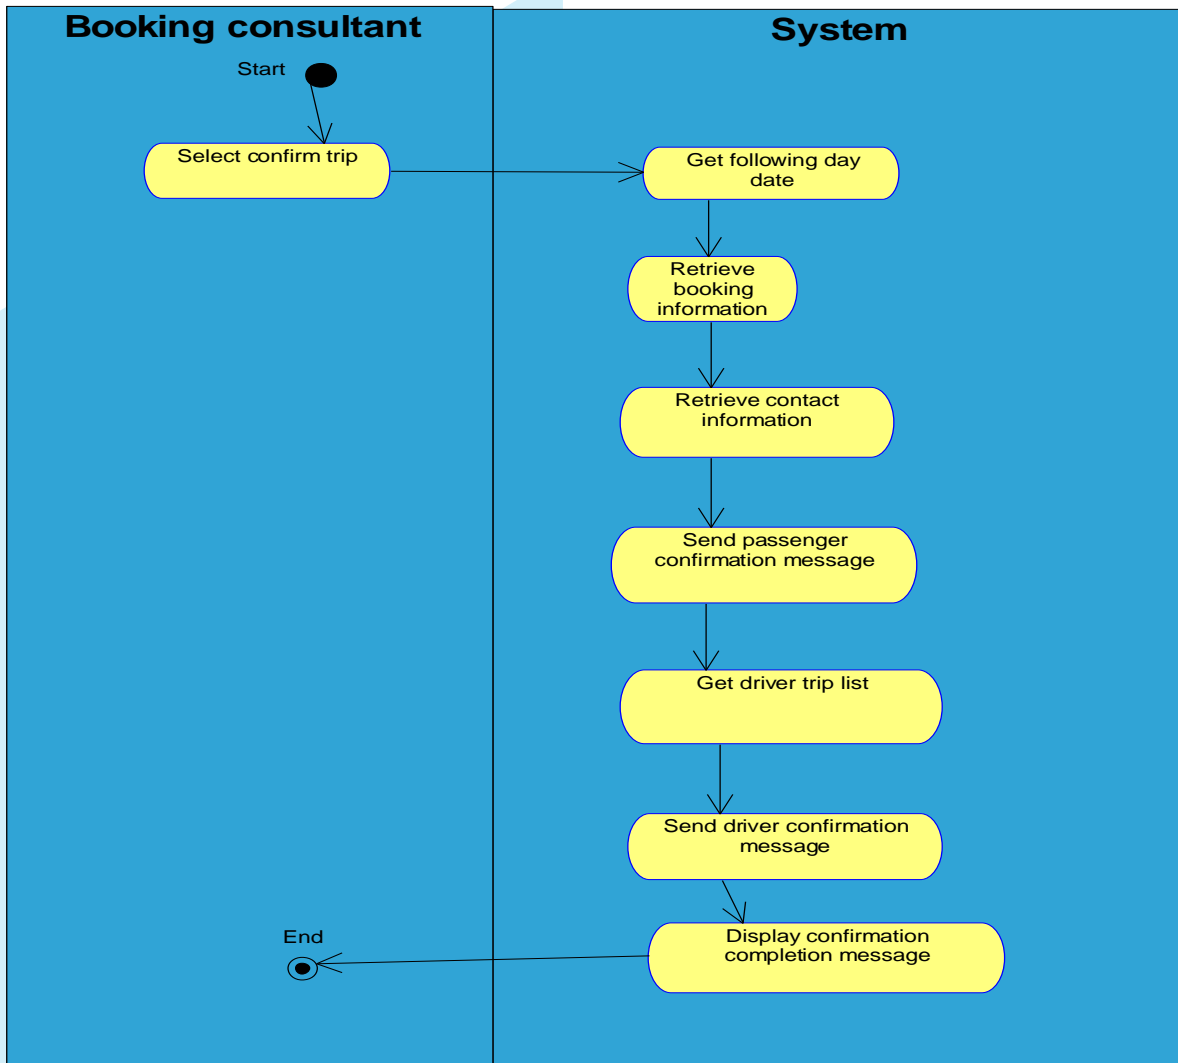 Booking consultant
System
Start
Select confirm trip
Get following day
date
Retrieve
booking
information
Retrieve contact
information
Send passenger
confirmation message
Get driver trip list
Send driver confirmation
message
Display confirmation
completion message
End